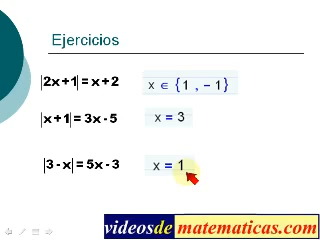 Ejercicios
|2x+1| = x+2 x ∈ {1 , −1}
|x+1| = 3x - 5 x = 3
|3 - x| = 5x - 3 x = 1
videosdematematicas.com